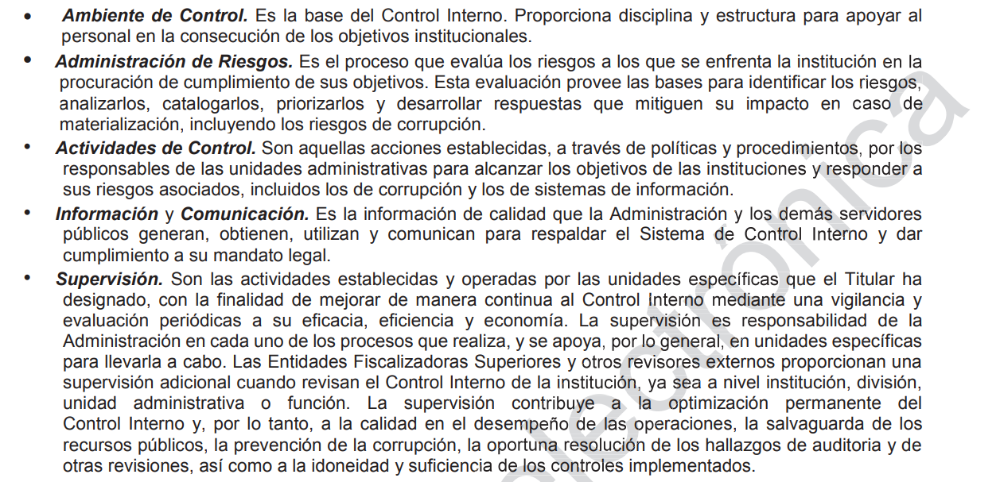 • Ambiente de Control. Es la base del Control Interno. Proporciona disciplina y estructura para apoyar al
personal en la consecución de los objetivos institucionales.
• Administración de Riesgos. Es el proceso que evalúa los riesgos a los que se enfrenta la institución en la
procuración de cumplimiento de sus objetivos. Esta evaluación provee las bases para identificar los riesgos,
analizarlos, catalogarlos, priorizarlos y desarrollar respuestas que mitiguen su impacto en caso de
materialización, incluyendo los riesgos de corrupción.
• Actividades de Control. Son aquellas acciones establecidas, a través de políticas y procedimientos, por los
responsables de las unidades administrativas para alcanzar los objetivos de las instituciones y responder a
sus riesgos asociados, incluidos los de corrupción y los de sistemas de información.
• Información y Comunicación. Es la información de calidad que la Administración y los demás servidores
públicos generan, obtienen, utilizan y comunican para respaldar el Sistema de Control Interno y dar
cumplimiento a su mandato legal.
• Supervisión. Son las actividades establecidas y operadas por las unidades específicas que el Titular ha
designado, con la finalidad de mejorar de manera continua al Control Interno mediante una vigilancia y
evaluación periódicas a su eficacia, eficiencia y economía. La supervisión es responsabilidad de la
Administración en cada uno de los procesos que realiza, y se apoya, por lo general, en unidades específicas
para llevarla a cabo. Las Entidades Fiscalizadoras Superiores y otros revisores externos proporcionan una
supervisión adicional cuando revisan el Control Interno de la institución, ya sea a nivel institución, división,
unidad administrativa o función. La supervisión contribuye a la optimización permanente del
Control Interno y, por lo tanto, a la calidad en el desempeño de las operaciones, la salvaguarda de los
recursos públicos, la prevención de la corrupción, la oportuna resolución de los hallazgos de auditoria y de
otras revisiones, así como a la idoneidad y suficiencia de los controles implementados.
electrónica